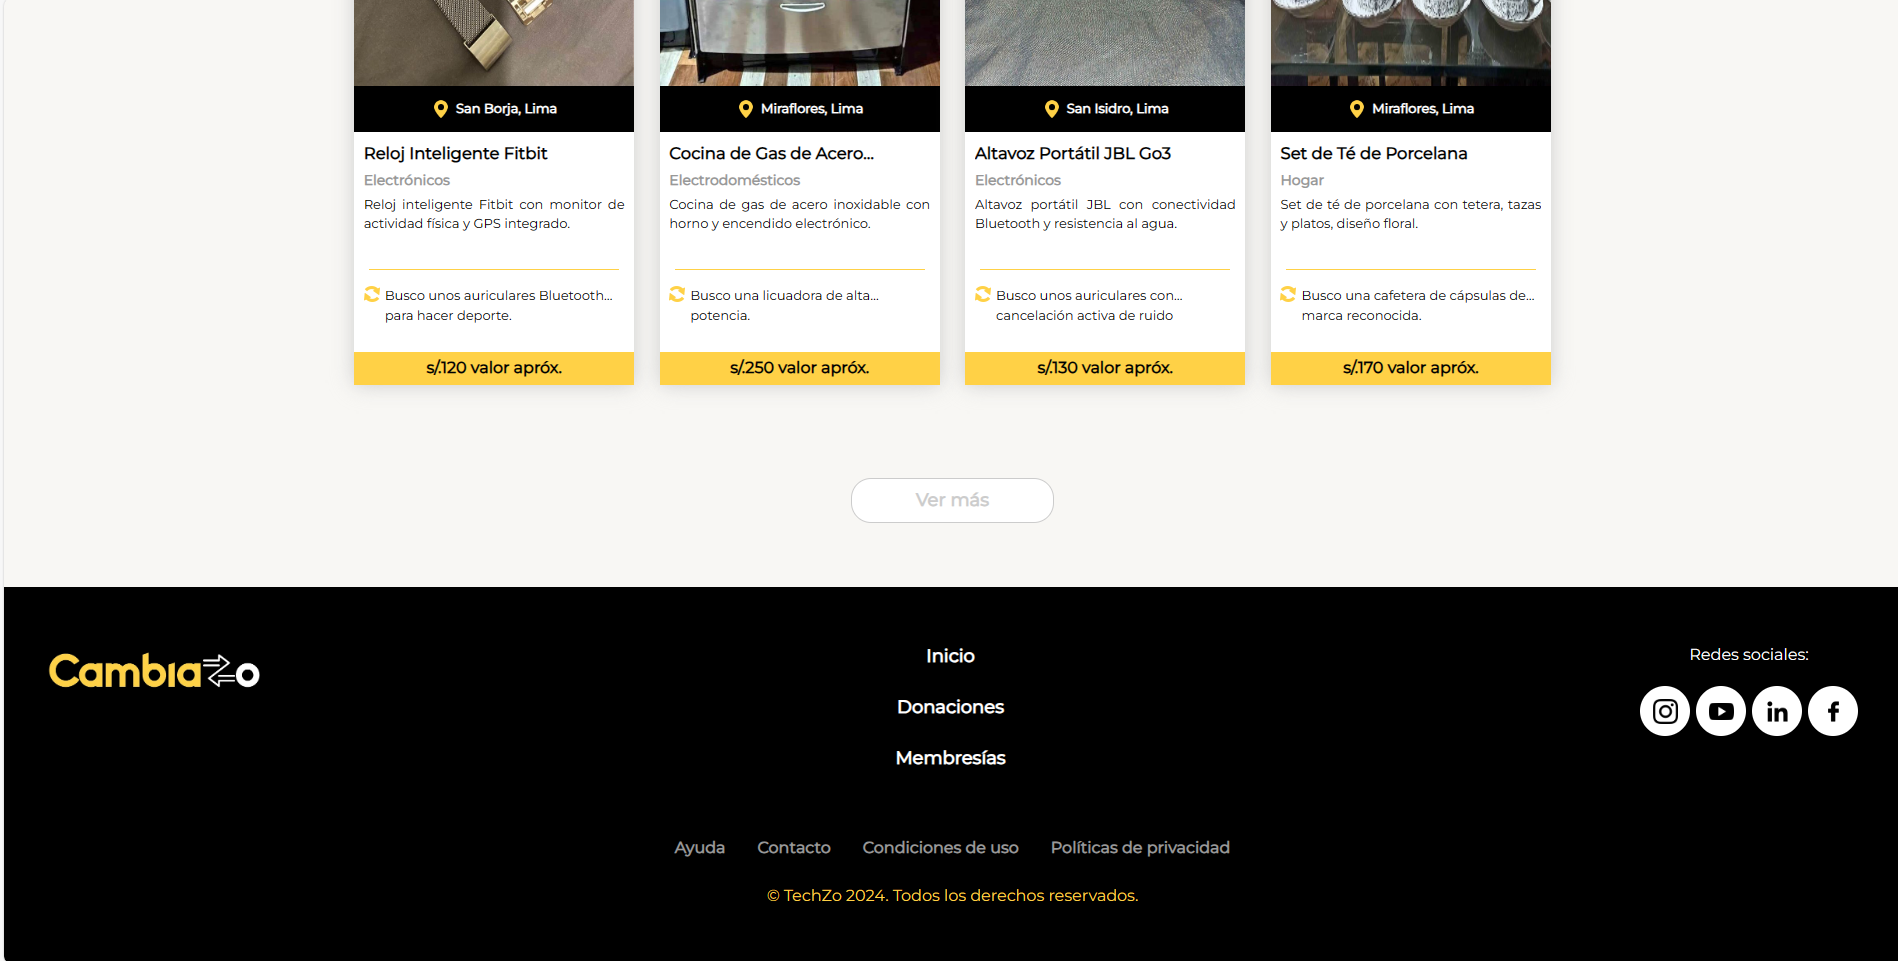 San Borja, Lima
Reloj Inteligente Fitbit
Electrónicos
Reloj inteligente Fitbit con monitor de
actividad física y GPS integrado.
Busco unos auriculares Bluetooth...
para hacer deporte.
s/.120 valor apróx.
Miraflores, Lima
Cocina de Gas de Acero...
Electrodomésticos
Cocina de gas de acero inoxidable con
horno y encendido electrónico.
Busco una licuadora de alta...
potencia.
s/.250 valor apróx.
San Isidro, Lima
Altavoz Portátil JBL Go3
Electrónicos
Altavoz portátil JBL con conectividad
Bluetooth y resistencia al agua.
Busco unos auriculares con...
cancelación activa de ruido
s/.130 valor apróx.
Miraflores, Lima
Set de Té de Porcelana
Hogar
Set de té de porcelana con tetera, tazas
y platos, diseño floral.
Busco una cafetera de cápsulas de...
marca reconocida.
s/.170 valor apróx.
Ver más
CambiaZo
Inicio
Donaciones
Membresías
Redes sociales:
Ayuda Contacto Condiciones de uso Políticas de privacidad
© TechZo 2024. Todos los derechos reservados.